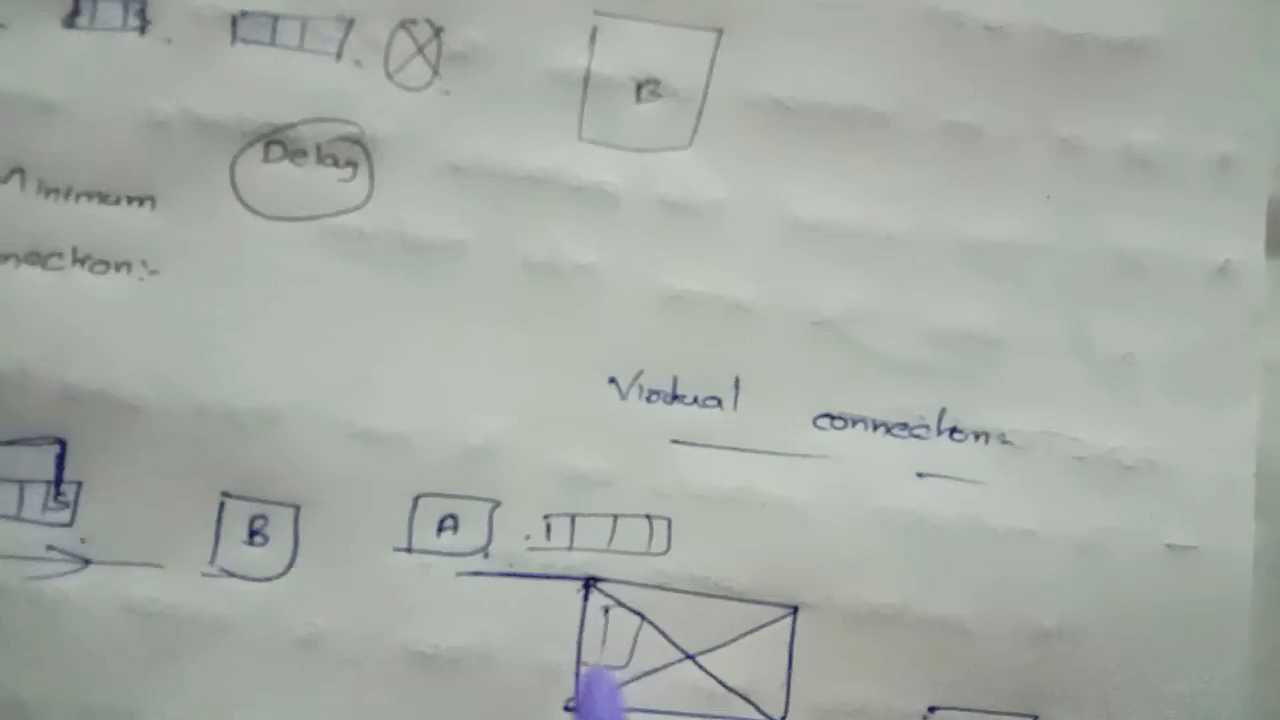 B
Delay
Minimum
nection:-
Virtual connection
B
A